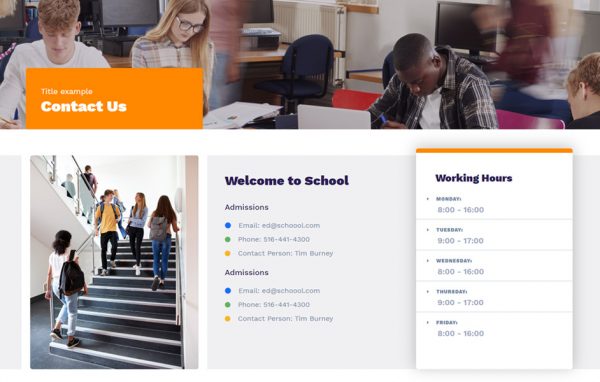 Title example
Contact Us
Welcome to School
Admissions
Email: ed@schoool.com
Phone: 516-441-4300
Contact Person: Tim Burney
Admissions
Email: ed@schoool.com
Phone: 516-441-4300
Contact Person: Tim Burney
Working Hours
MONDAY:
8:00 - 16:00
TUESDAY:
9:00 - 17:00
WEDNESDAY:
8:00 - 16:00
THURSDAY:
9:00 - 17:00
FRIDAY:
8:00 - 16:00